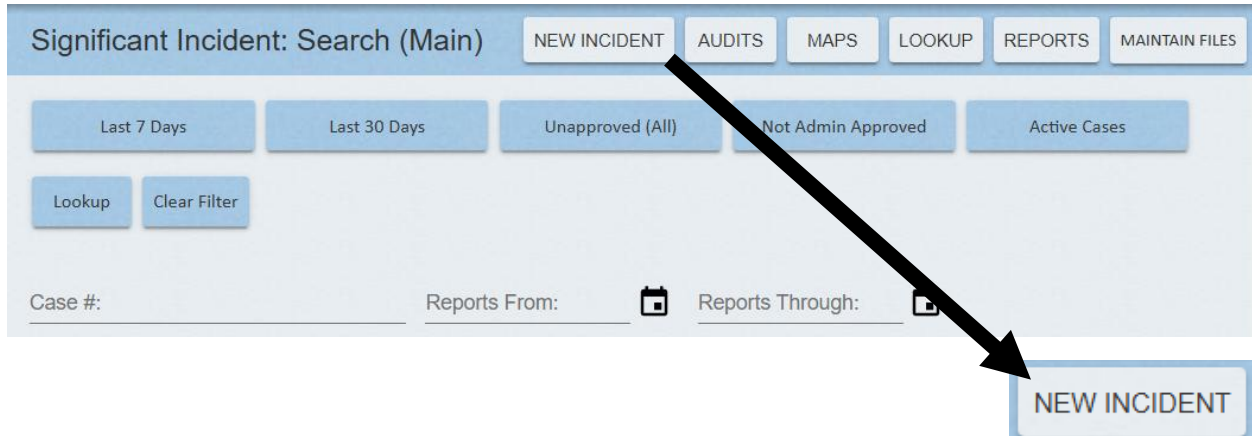 Significant Incident: Search (Main) NEW INCIDENT AUDITS MAPS LOOKUP REPORTS MAINTAIN FILES
Last 7 Days Last 30 Days Unapproved (All) Not Admin Approved Active Cases
Lookup Clear Filter
Case #: Reports From: Reports Through:
NEW INCIDENT